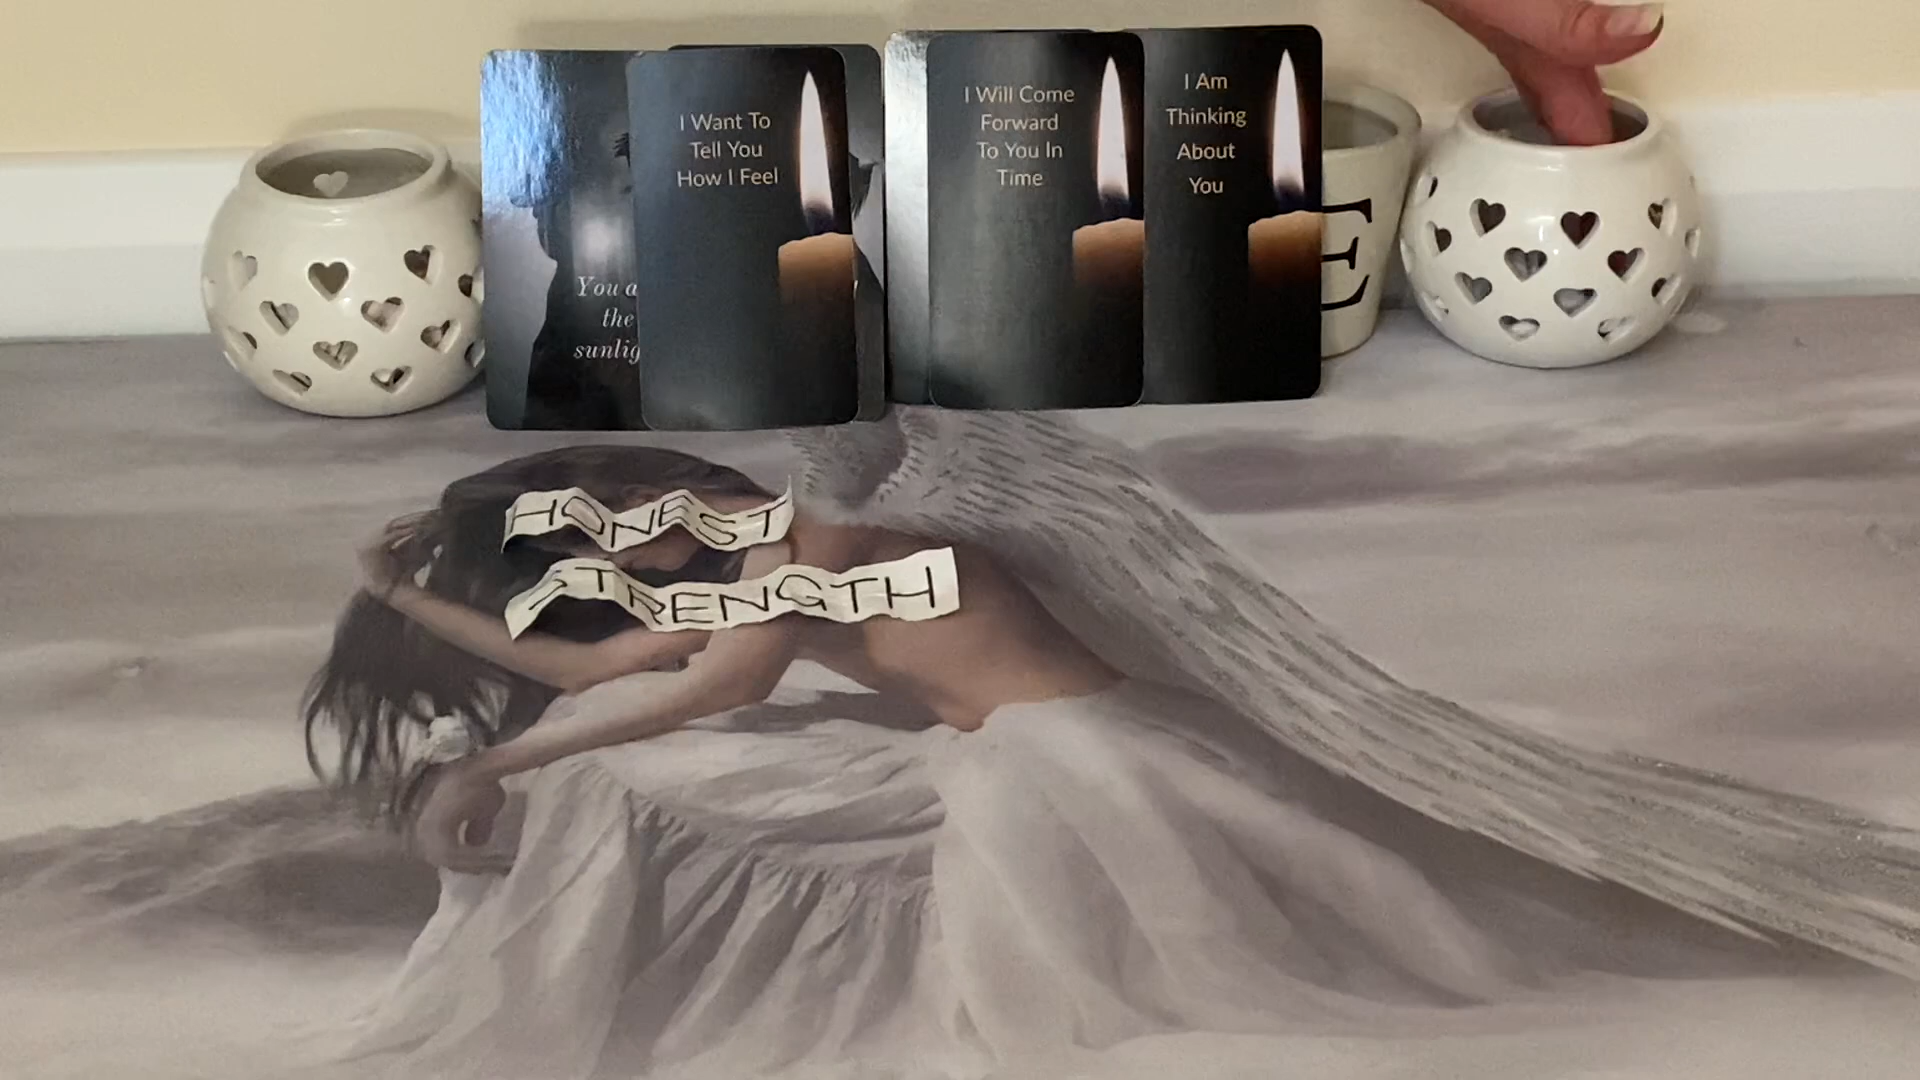 I Want To
Tell You
How I Feel
I Will Come
Forward
To You In
Time
I Am
Thinking
About
You
You a
the
sunlig
E
HONEST
STRENGTH